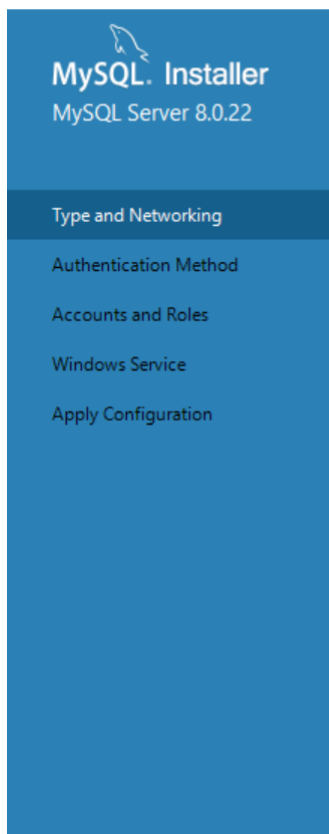 MySQL. Installer
MySQL Server 8.0.22
Type and Networking
Authentication Method
Accounts and Roles
Windows Service
Apply Configuration